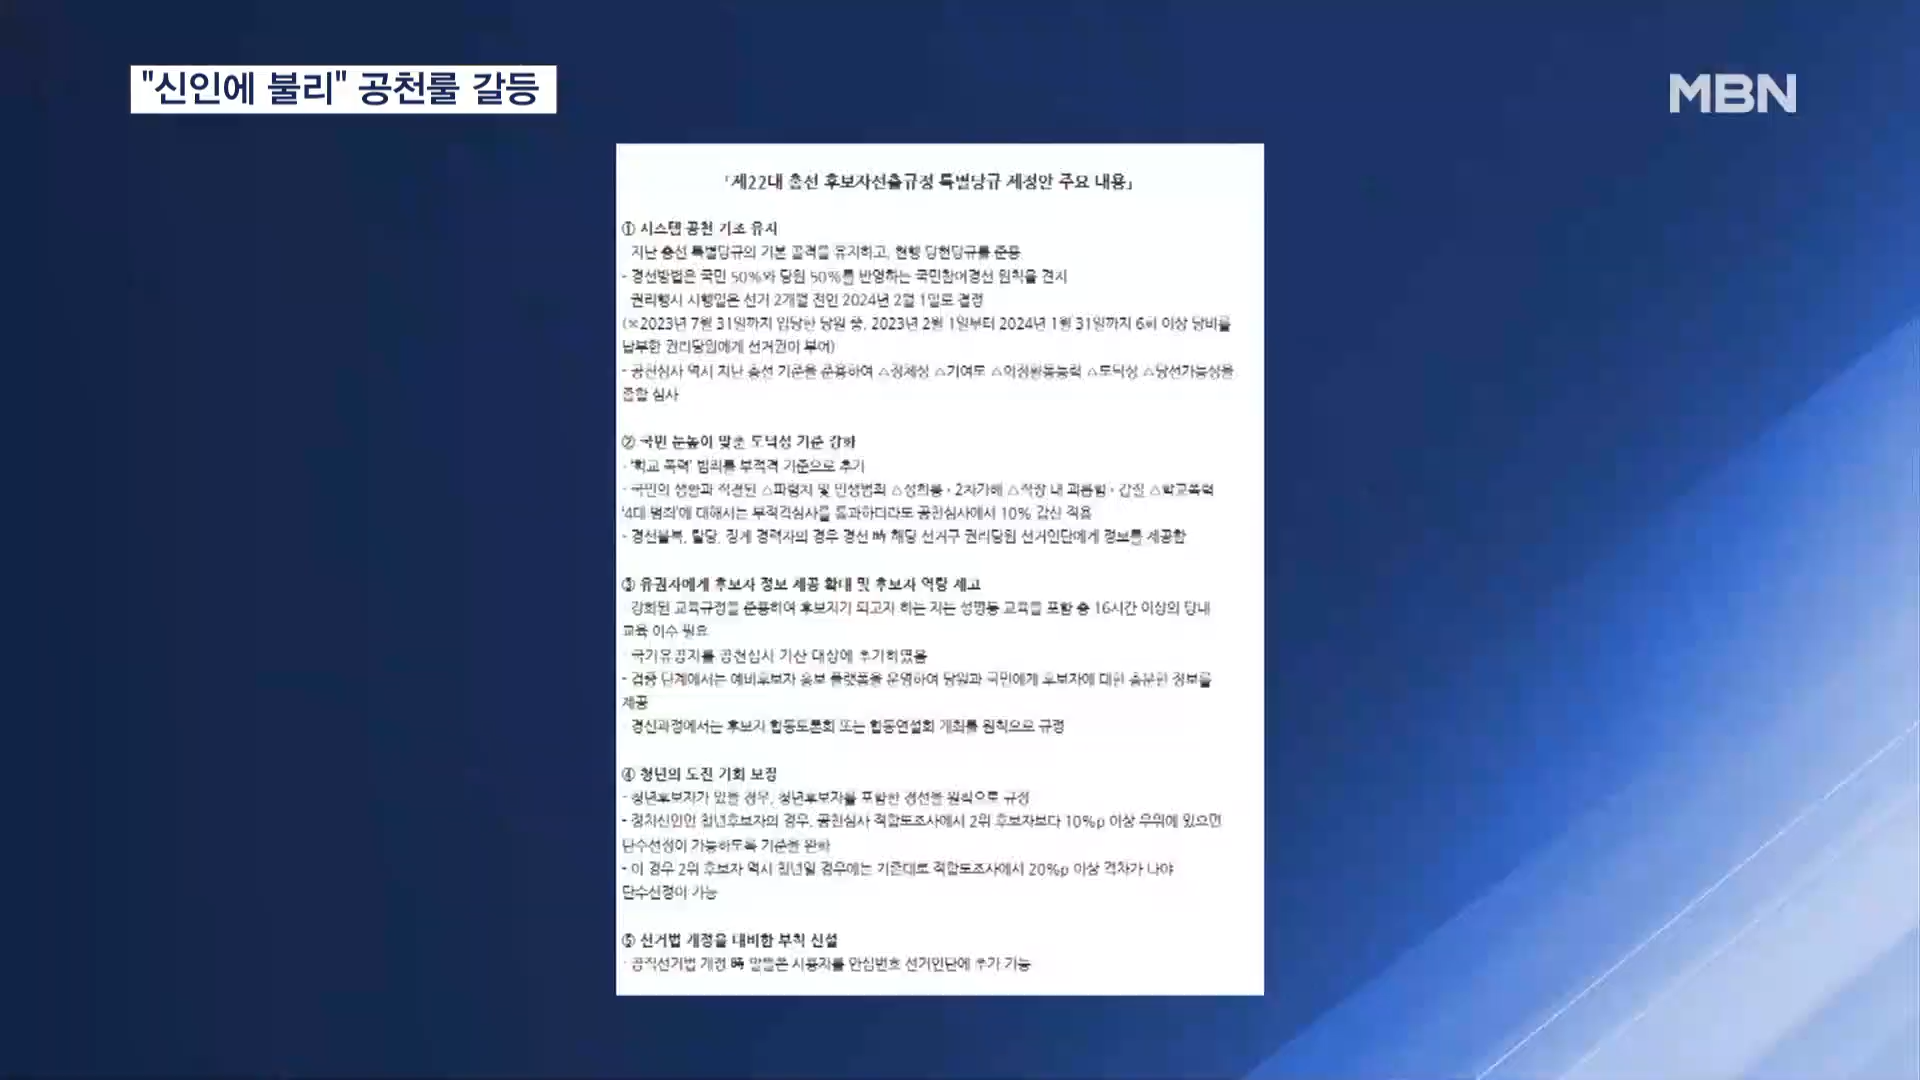 "신인에 불리" 공천룰 갈등
MBN
「제22대 총선 후보자선출규정 특별당규 제정안 주요 내용」
① 시스템 공천 기조 유지
지난 총선 특별당규의 기본 골격을 유지하고, 현행 당헌당규를 준용
- 경선방법은 국민 50%와 당원 50%를 반영하는 국민참여경선 원칙을 견지
권리행사 시행일은 선거 2개월 전인 2024년 2월 1일로 결정
(※2023년 7월 31일까지 입당한 당원 중, 2023년 2월 1일부터 2024년 1월 31일까지 6회 이상 당비를
납부한 권리당원에게 선거권이 부여)
- 공천심사 역시 지난 총선 기준을 준용하여 △정체성 △기여도 △의정활동능력 △도덕성 △당선가능성을
종합 심사
② 국민 눈높이 맞춘 도덕성 기준 강화
- '학교 폭력' 범죄를 부적격 기준으로 추가
- 국민의 생활과 직결된 △파렴치 및 민생범죄 △성희롱·2차가해 △직장 내 괴롭힘·갑질 △학교폭력
'4대 범죄'에 대해서는 부적격심사를 통과하더라도 공천심사에서 10% 감산 적용
- 경선불복, 탈당, 징계 경력자의 경우 경선 時 해당 선거구 권리당원 선거인단에게 정보를 제공함
③ 유권자에게 후보자 정보 제공 확대 및 후보자 역량 제고
강화된 교육규정을 준용하여 후보자가 되고자 하는 자는 성평등 교육을 포함 총 16시간 이상의 당내
교육 이수 필요
- 국가유공자를 공천심사 가산 대상에 추가하였음
- 검증 단계에서는 예비후보자 홍보 플랫폼을 운영하여 당원과 국민에게 후보자에 대한 충분한 정보를
제공
- 경선과정에서는 후보자 합동토론회 또는 합동연설회 개최를 원칙으로 규정
④ 청년의 도전 기회 보장
- 청년후보자가 있을 경우, 청년후보자를 포함한 경선을 원칙으로 규정
- 정치신인인 청년후보자의 경우, 공천심사 적합도조사에서 2위 후보자보다 10%p 이상 우위에 있으면
단수선정이 가능하도록 기준을 완화
- 이 경우 2위 후보자 역시 청년일 경우에는 기준대로 적합도조사에서 20%p 이상 격차가 나야
단수선정이 가능
⑤ 선거법 개정을 대비한 부칙 신설
- 공직선거법 개정 時 알뜰폰 사용자를 안심번호 선거인단에 추가 가능